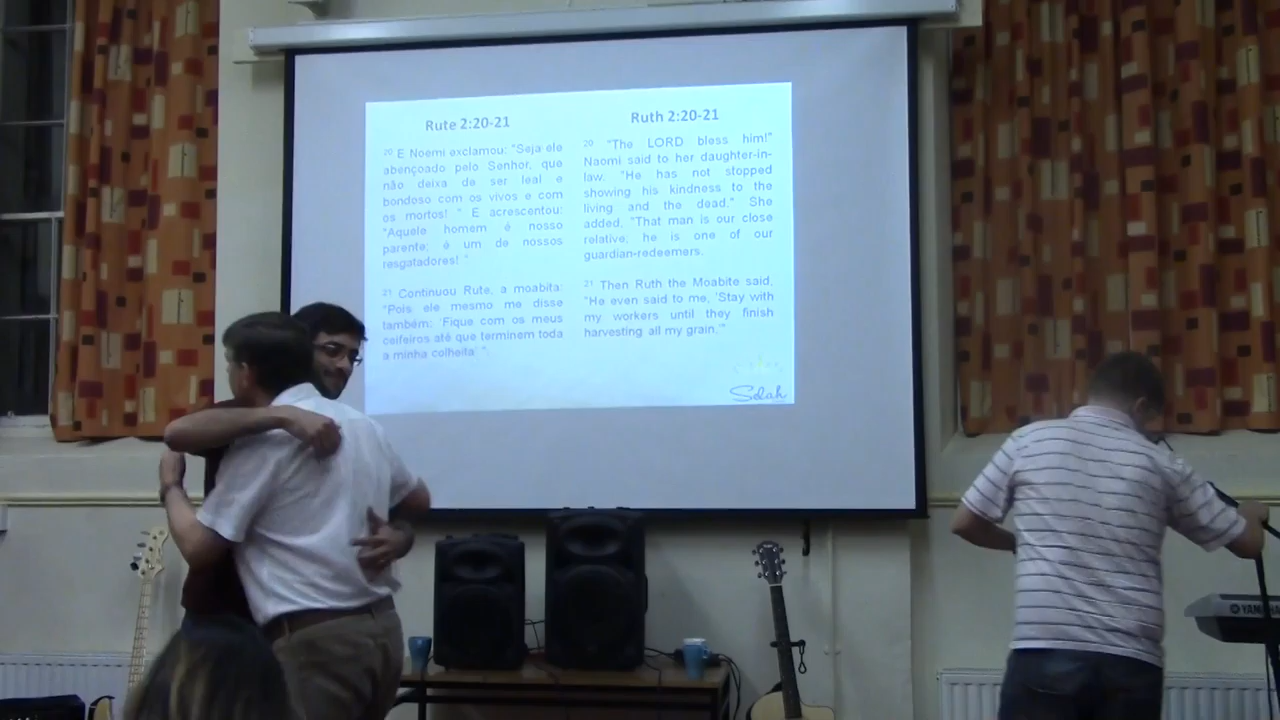 Rute 2:20-21
20 E Noemi exclamou: "Seja ele
abençoado pelo Senhor, que
não deixa de ser leal e
bondoso com os vivos e com
os mortos! " E acrescentou:
"Aquele homem é nosso
parente; é um de nossos
resgatadores! "
21 Continuou Rute, a moabita:
"Pois ele mesmo me disse
também: 'Fique com os meus
ceifeiros até que terminem toda
a minha colheita' ".
Ruth 2:20-21
20 "The LORD bless him!"
Naomi said to her daughter-in-
law. "He has not stopped
showing his kindness to the
living and the dead." She
added, "That man is our close
relative; he is one of our
guardian-redeemers.
21 Then Ruth the Moabite said,
"He even said to me, 'Stay with
my workers until they finish
harvesting all my grain.'"
Selah
YAMAHA